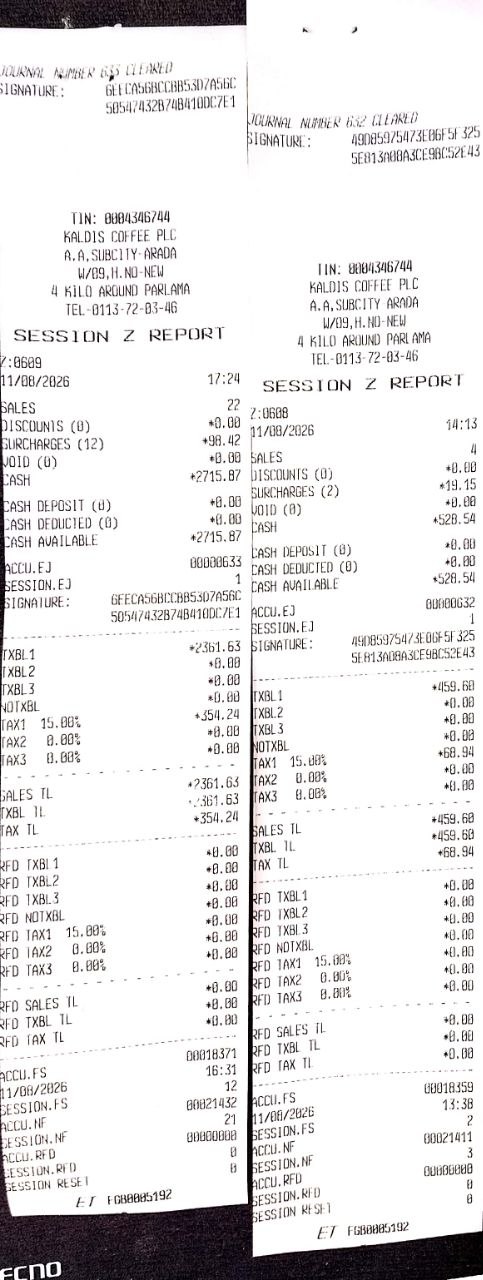 JOURNAL NUMBER 633 CLEARED
SIGNATURE: 6EECA56BCCBB53D7A56C
50547432B74B410DC7E1
TIN: 0004346744
KALDIS COFFEE PLC
A.A,SUBCITY-ARADA
W/09,H.NO-NEW
4 KILO AROUND PARLAMA
TEL-0113-72-03-46
SESSION Z REPORT
Z:0609
11/08/2026 17:24
SALES 22
DISCOUNTS (0) *0.00
SURCHARGES (12) *98.42
VOID (0) *0.00
CASH *2715.87
CASH DEPOSIT (0) *0.00
CASH DEDUCTED (0) *0.00
CASH AVAILABLE *2715.87
ACCU.EJ 00000633
SESSION.EJ 1
SIGNATURE: 6EECA56BCCBB53D7A56C
50547432B74B410DC7E1
TXBL1 *2361.63
TXBL2 *0.00
TXBL3 *0.00
NOTXBL *0.00
TAX1 15.00% *354.24
TAX2 0.00% *0.00
TAX3 0.00% *0.00
SALES TL *2361.63
TXBL TL *2361.63
TAX TL *354.24
RFD TXBL1 *0.00
RFD TXBL2 *0.00
RFD TXBL3 *0.00
RFD NOTXBL *0.00
RFD TAX1 15.00% *0.00
RFD TAX2 0.00% *0.00
RFD TAX3 0.00% *0.00
RFD SALES TL *0.00
RFD TXBL TL *0.00
RFD TAX TL *0.00
ACCU.FS 00018371
11/08/2026 16:31
SESSION.FS 12
ACCU.NF 00021432
SESSION.NF 21
ACCU.RFD 00000000
SESSION.RFD 0
SESSION RESET 0
ET FGB0005192
JOURNAL NUMBER 632 CLEARED
SIGNATURE: 49D85975473E06F5F325
5E813A08A3CE9BC52E43
TIN: 0004346744
KALDIS COFFEE PLC
A.A,SUBCITY ARADA
W/09,H.NO-NEW
4 KILO AROUND PARLAMA
TEL-0113-72-03-46
SESSION Z REPORT
Z:0608
11/08/2026 14:13
SALES 4
DISCOUNTS (0) *0.00
SURCHARGES (2) *19.15
VOID (0) *0.00
CASH *528.54
CASH DEPOSIT (0) *0.00
CASH DEDUCTED (0) *0.00
CASH AVAILABLE *528.54
ACCU.EJ 00000632
SESSION.EJ 1
SIGNATURE: 49D85975473E06F5F325
5E813A08A3CE9BC52E43
TXBL1 *459.60
TXBL2 *0.00
TXBL3 *0.00
NOTXBL *0.00
TAX1 15.00% *68.94
TAX2 0.00% *0.00
TAX3 0.00% *0.00
SALES TL *459.60
TXBL TL *459.60
TAX TL *68.94
RFD TXBL1 *0.00
RFD TXBL2 *0.00
RFD TXBL3 *0.00
RFD NOTXBL *0.00
RFD TAX1 15.00% *0.00
RFD TAX2 0.00% *0.00
RFD TAX3 0.00% *0.00
RFD SALES TL *0.00
RFD TXBL TL *0.00
RFD TAX TL *0.00
ACCU.FS 00018359
11/08/2026 13:38
SESSION.FS 2
ACCU.NF 00021411
SESSION.NF 3
ACCU.RFD 00000000
SESSION.RFD 0
SESSION RESET 0
ET FGB0005192
ECNO